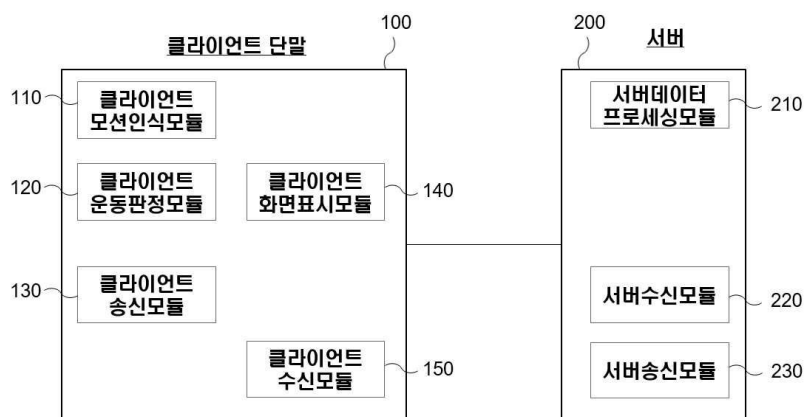 클라이언트 단말
100
110
클라이언트
모션인식모듈
120
클라이언트
운동판정모듈
클라이언트
화면표시모듈
140
130
클라이언트
송신모듈
클라이언트
수신모듈
150
200
서버
서버데이터
프로세싱모듈
210
서버수신모듈
220
서버송신모듈
230